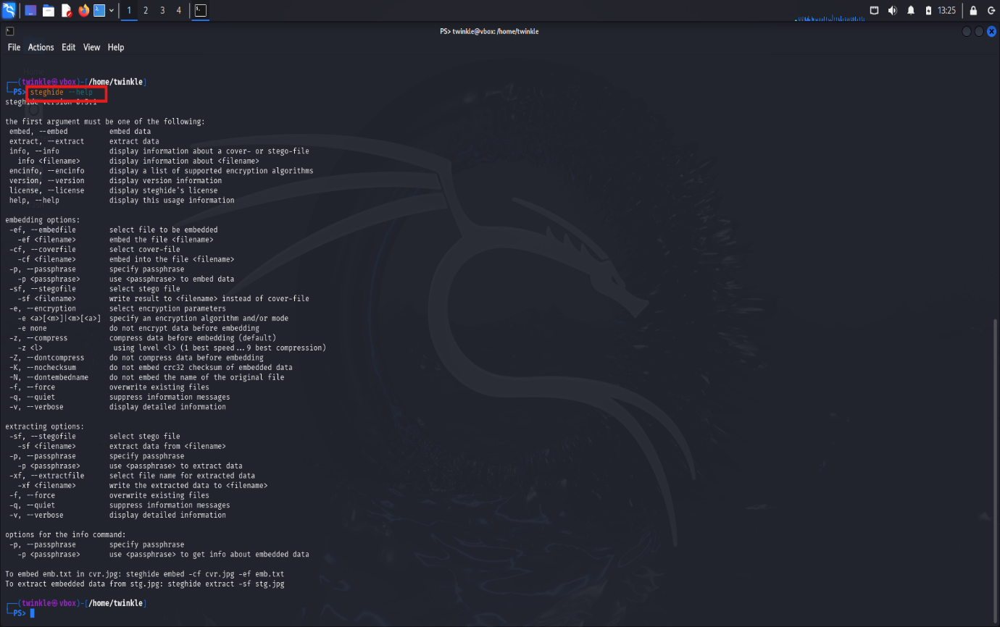 1 2 3 4
13:25
PS> twinkle@vbox: /home/twinkle
File Actions Edit View Help
┌──(twinkle㉿vbox)-[/home/twinkle]
└─PS> steghide --help
steghide version 0.5.1
the first argument must be one of the following:
embed, --embed embed data
extract, --extract extract data
info, --info display information about a cover- or stego-file
info <filename> display information about <filename>
encinfo, --encinfo display a list of supported encryption algorithms
version, --version display version information
license, --license display steghide's license
help, --help display this usage information
embedding options:
-ef, --embedfile select file to be embedded
-ef <filename> embed the file <filename>
-cf, --coverfile select cover-file
-cf <filename> embed into the file <filename>
-p, --passphrase specify passphrase
-p <passphrase> use <passphrase> to embed data
-sf, --stegofile select stego file
-sf <filename> write result to <filename> instead of cover-file
-e, --encryption select encryption parameters
-e <a>[<m>]|<m>[<a>] specify an encryption algorithm and/or mode
-e none do not encrypt data before embedding
-z, --compress compress data before embedding (default)
-z <l> using level <l> (1 best speed...9 best compression)
-Z, --dontcompress do not compress data before embedding
-K, --nochecksum do not embed crc32 checksum of embedded data
-N, --dontembedname do not embed the name of the original file
-f, --force overwrite existing files
-q, --quiet suppress information messages
-v, --verbose display detailed information
extracting options:
-sf, --stegofile select stego file
-sf <filename> extract data from <filename>
-p, --passphrase specify passphrase
-p <passphrase> use <passphrase> to extract data
-xf, --extractfile select file name for extracted data
-xf <filename> write the extracted data to <filename>
-f, --force overwrite existing files
-q, --quiet suppress information messages
-v, --verbose display detailed information
options for the info command:
-p, --passphrase specify passphrase
-p <passphrase> use <passphrase> to get info about embedded data
To embed emb.txt in cvr.jpg: steghide embed -cf cvr.jpg -ef emb.txt
To extract embedded data from stg.jpg: steghide extract -sf stg.jpg
┌──(twinkle㉿vbox)-[/home/twinkle]
└─PS>